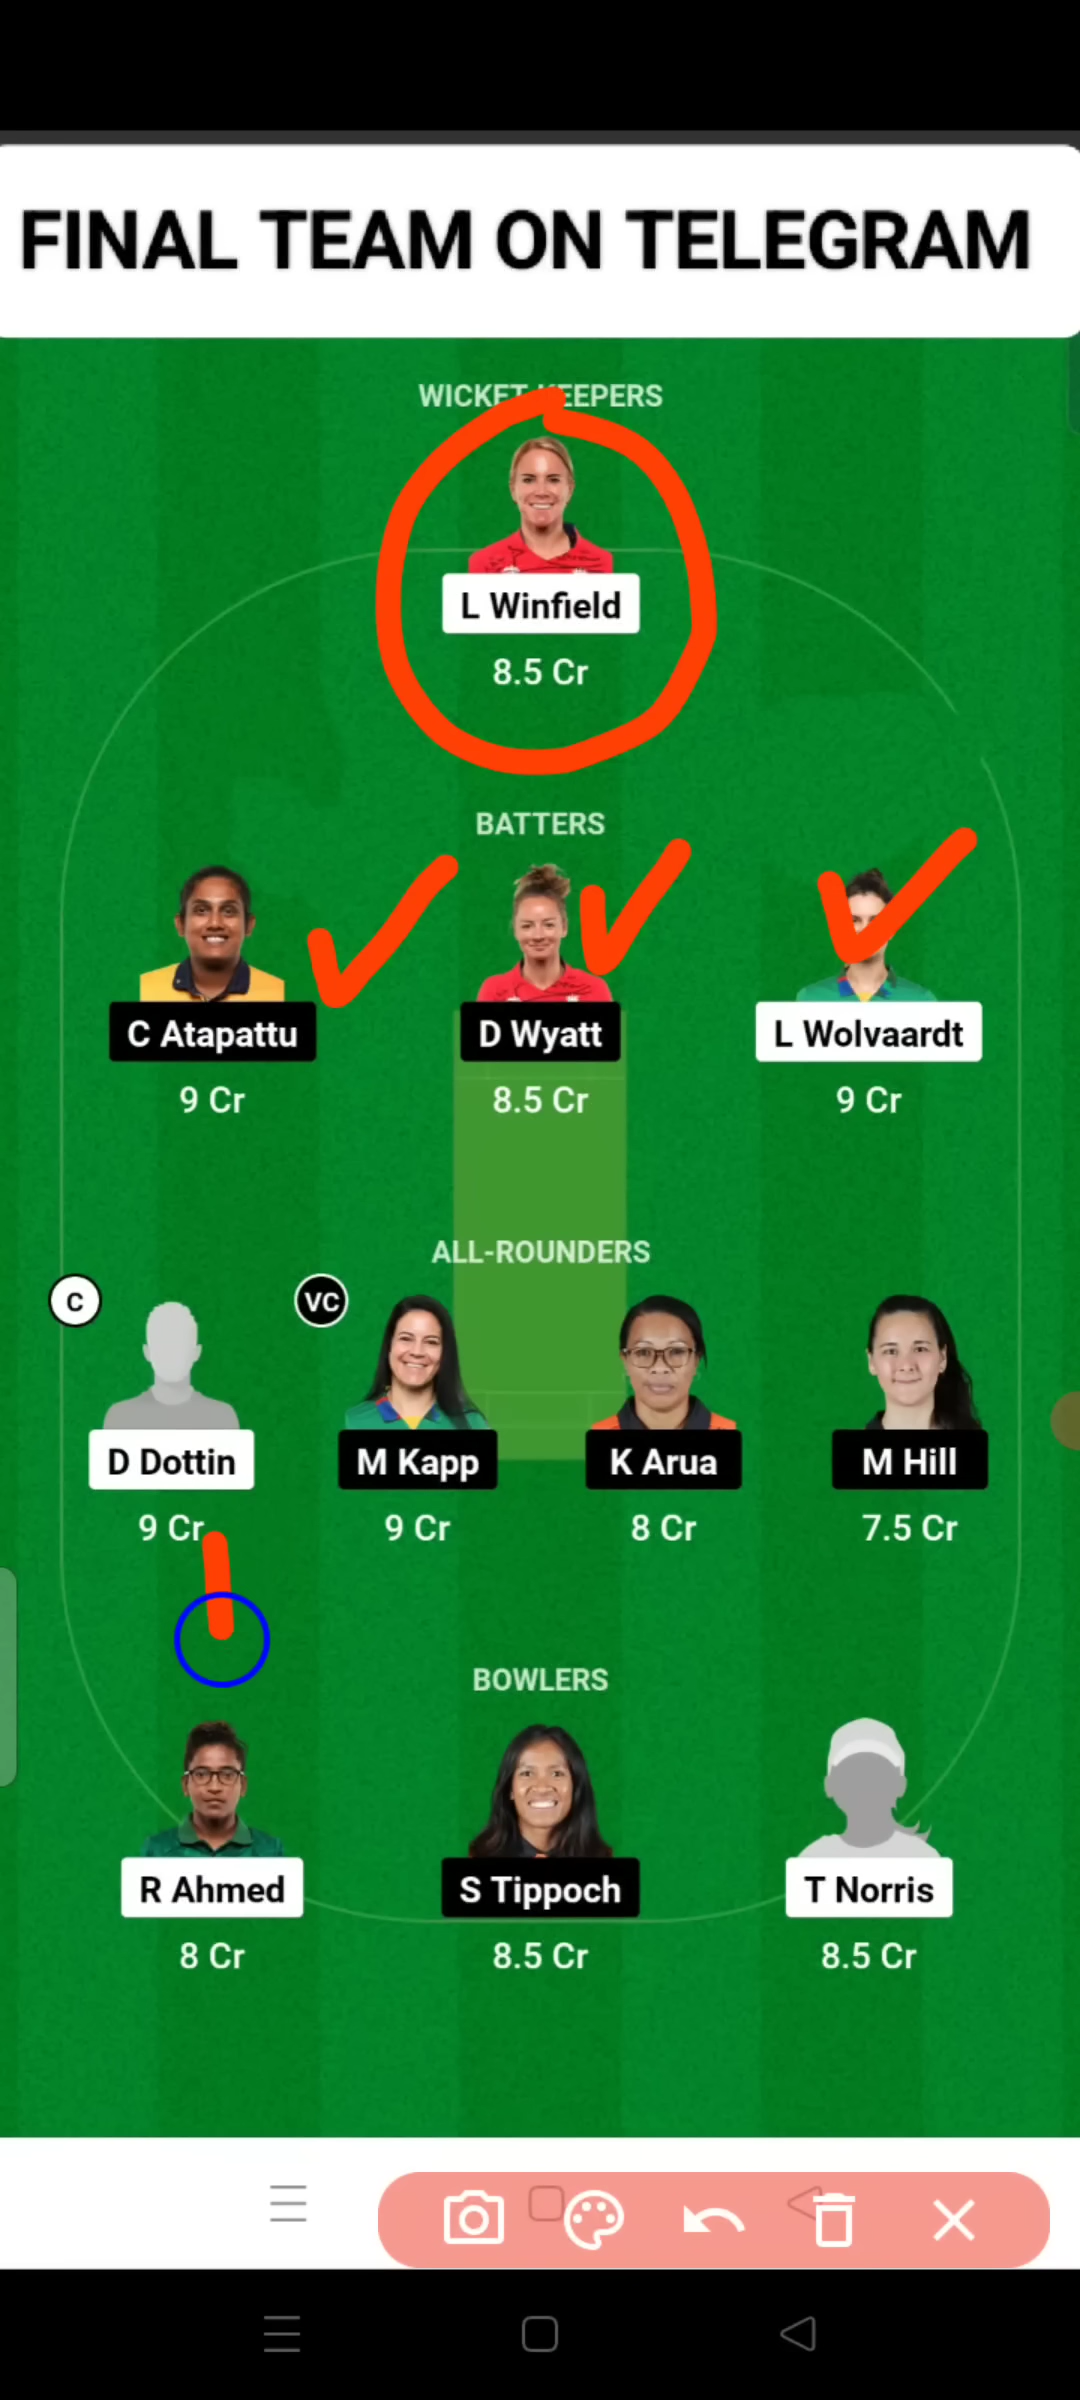 FINAL TEAM ON TELEGRAM
WICKET-KEEPERS
L Winfield
8.5 Cr
BATTERS
C Atapattu
D Wyatt
L Wolvaardt
9 Cr
8.5 Cr
9 Cr
ALL-ROUNDERS
C
VC
D Dottin
M Kapp
K Arua
M Hill
9 Cr
9 Cr
8 Cr
7.5 Cr
BOWLERS
R Ahmed
S Tippoch
T Norris
8 Cr
8.5 Cr
8.5 Cr